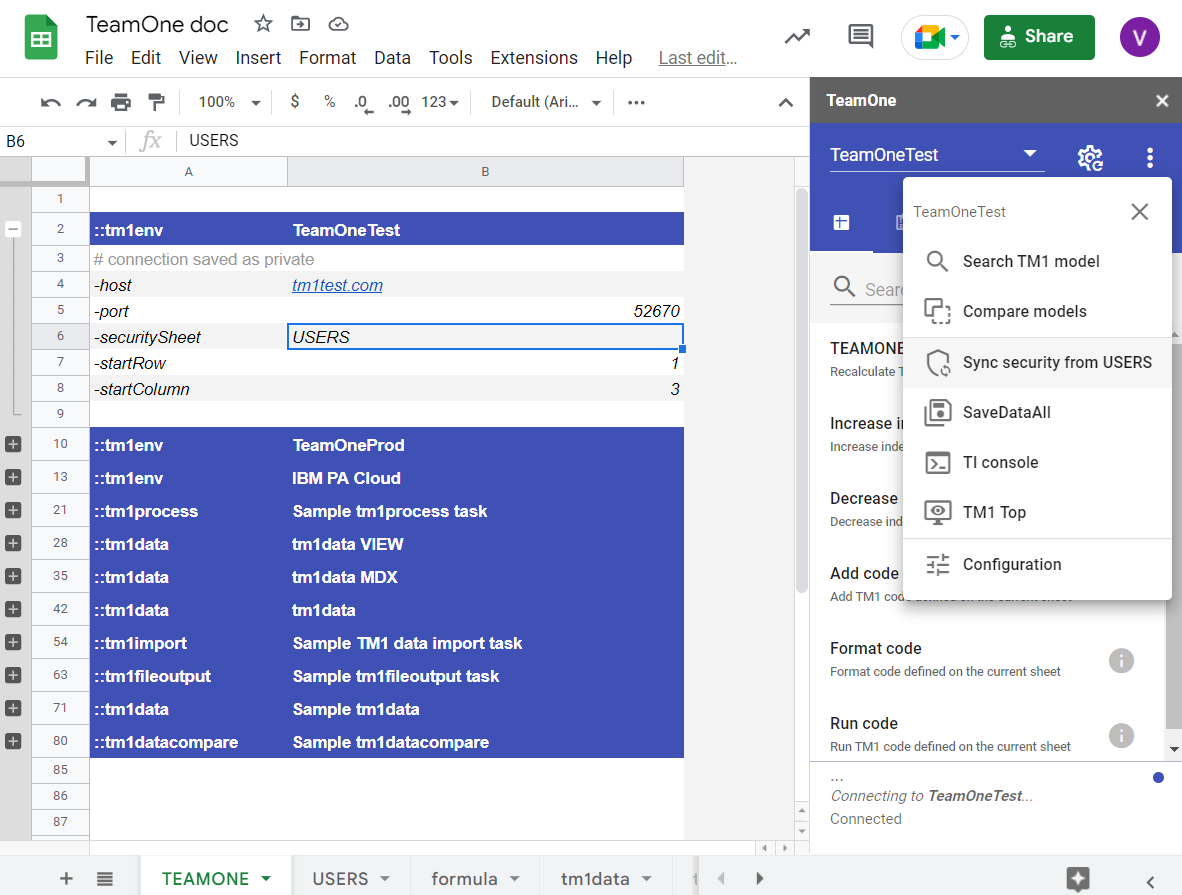 TeamOne doc
File Edit View Insert Format Data Tools Extensions Help Last edit...
Share
V
100% $ % .0 .00 123 Default (Ari... ...
B6 fx USERS
A B
1
2 ::tm1env TeamOneTest
3 # connection saved as private
4 -host tm1test.com
5 -port 52670
6 -securitySheet USERS
7 -startRow 1
8 -startColumn 3
9
10 ::tm1env TeamOneProd
13 ::tm1env IBM PA Cloud
21 ::tm1process Sample tm1process task
28 ::tm1data tm1data VIEW
35 ::tm1data tm1data MDX
42 ::tm1data tm1data
54 ::tm1import Sample TM1 data import task
63 ::tm1fileoutput Sample tm1fileoutput task
71 ::tm1data Sample tm1data
80 ::tm1datacompare Sample tm1datacompare
85
86
87
TEAMONE USERS formula tm1data
TeamOne
TeamOneTest
TeamOneTest
Search TM1 model
Compare models
Sync security from USERS
SaveDataAll
TI console
TM1 Top
Configuration
TEAMONE
Recalculate
Increase
Increase
Decrease
Decrease
Add code
Add TM1 code defined on the current sheet
Format code
Format code defined on the current sheet
Run code
Run TM1 code defined on the current sheet
...
Connecting to TeamOneTest...
Connected